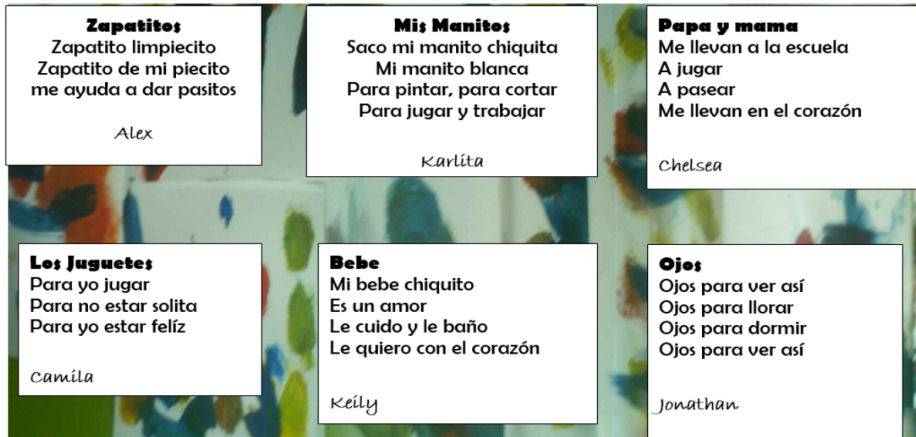 Zapatitos
Zapatito limpiecito
Zapatito de mi piecito
me ayuda a dar pasitos
Alex
Mis Manitos
Saco mi manito chiquita
Mi manito blanca
Para pintar, para cortar
Para jugar y trabajar
Karlita
Papa y mama
Me llevan a la escuela
A jugar
A pasear
Me llevan en el corazón
Chelsea
Los Juguetes
Para yo jugar
Para no estar solita
Para yo estar felíz
Camila
Bebe
Mi bebe chiquito
Es un amor
Le cuido y le baño
Le quiero con el corazón
Keily
Ojos
Ojos para ver así
Ojos para llorar
Ojos para dormir
Ojos para ver así
Jonathan